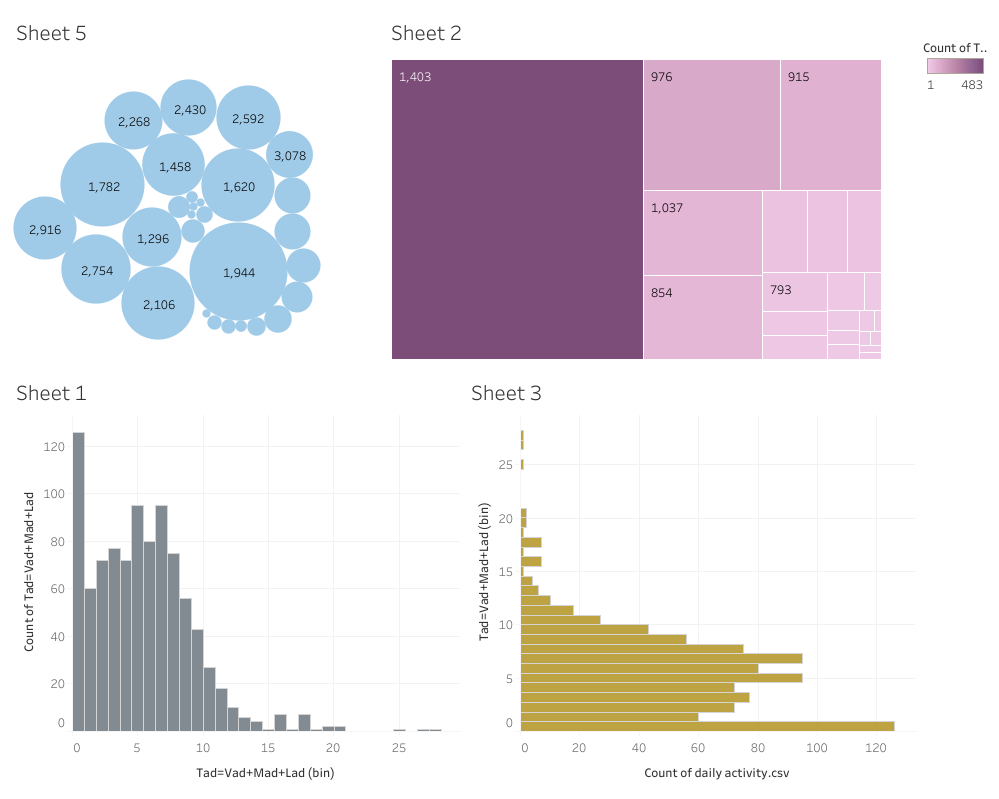 Sheet 5
2,430
2,592
2,268
3,078
1,458
1,782
1,620
2,916
1,296
2,754
1,944
2,106
Sheet 2
1,403
976
915
1,037
854
793
Count of T..
1 483
Sheet 1
Count of Tad=Vad+Mad+Lad
120
100
80
60
40
20
0
0 5 10 15 20 25
Tad=Vad+Mad+Lad (bin)
Sheet 3
Tad=Vad+Mad+Lad (bin)
25
20
15
10
5
0
0 20 40 60 80 100 120
Count of daily activity.csv